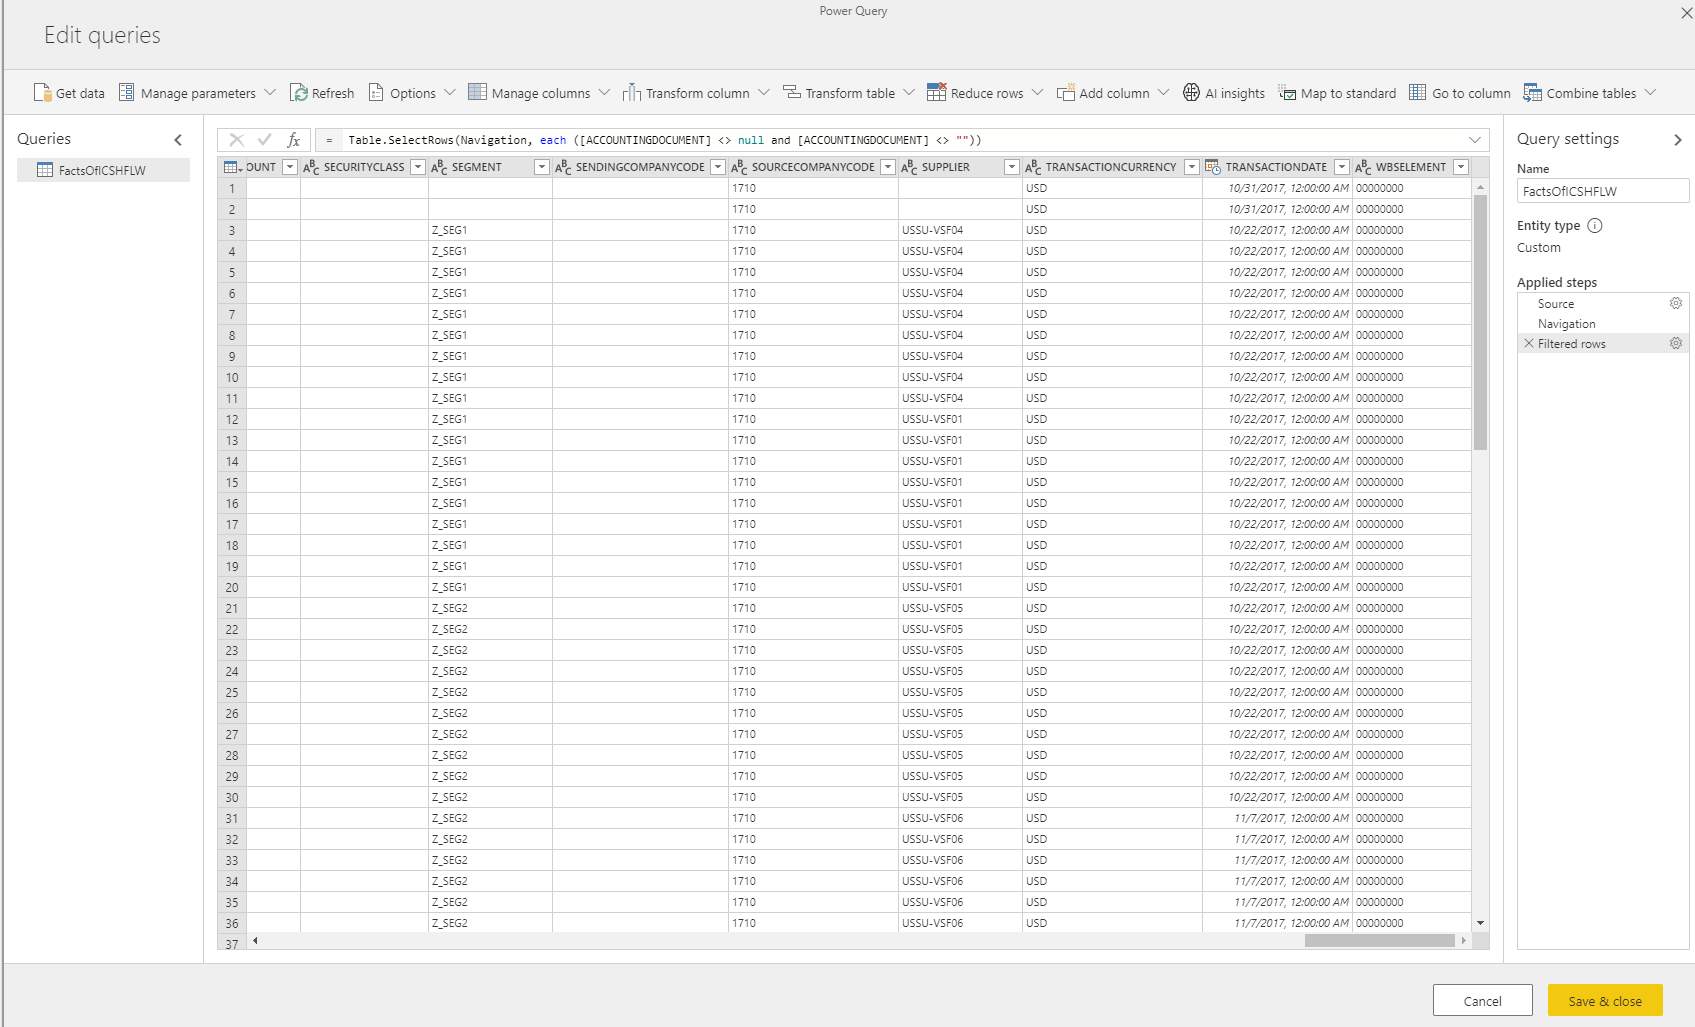 Power Query
Edit queries
Get data Manage parameters Refresh Options Manage columns Transform column Transform table Reduce rows Add column AI insights Map to standard Go to column Combine tables
Queries
FactsOfICSHFLW
fx = Table.SelectRows(Navigation, each ([ACCOUNTINGDOCUMENT] <> null and [ACCOUNTINGDOCUMENT] <> ""))
OUNT ABC SECURITYCLASS ABC SEGMENT ABC SENDINGCOMPANYCODE ABC SOURCECOMPANYCODE ABC SUPPLIER ABC TRANSACTIONCURRENCY TRANSACTIONDATE ABC WBSELEMENT
1 1710 USD 10/31/2017, 12:00:00 AM 00000000
2 1710 USD 10/31/2017, 12:00:00 AM 00000000
3 Z_SEG1 1710 USSU-VSF04 USD 10/22/2017, 12:00:00 AM 00000000
4 Z_SEG1 1710 USSU-VSF04 USD 10/22/2017, 12:00:00 AM 00000000
5 Z_SEG1 1710 USSU-VSF04 USD 10/22/2017, 12:00:00 AM 00000000
6 Z_SEG1 1710 USSU-VSF04 USD 10/22/2017, 12:00:00 AM 00000000
7 Z_SEG1 1710 USSU-VSF04 USD 10/22/2017, 12:00:00 AM 00000000
8 Z_SEG1 1710 USSU-VSF04 USD 10/22/2017, 12:00:00 AM 00000000
9 Z_SEG1 1710 USSU-VSF04 USD 10/22/2017, 12:00:00 AM 00000000
10 Z_SEG1 1710 USSU-VSF04 USD 10/22/2017, 12:00:00 AM 00000000
11 Z_SEG1 1710 USSU-VSF04 USD 10/22/2017, 12:00:00 AM 00000000
12 Z_SEG1 1710 USSU-VSF01 USD 10/22/2017, 12:00:00 AM 00000000
13 Z_SEG1 1710 USSU-VSF01 USD 10/22/2017, 12:00:00 AM 00000000
14 Z_SEG1 1710 USSU-VSF01 USD 10/22/2017, 12:00:00 AM 00000000
15 Z_SEG1 1710 USSU-VSF01 USD 10/22/2017, 12:00:00 AM 00000000
16 Z_SEG1 1710 USSU-VSF01 USD 10/22/2017, 12:00:00 AM 00000000
17 Z_SEG1 1710 USSU-VSF01 USD 10/22/2017, 12:00:00 AM 00000000
18 Z_SEG1 1710 USSU-VSF01 USD 10/22/2017, 12:00:00 AM 00000000
19 Z_SEG1 1710 USSU-VSF01 USD 10/22/2017, 12:00:00 AM 00000000
20 Z_SEG1 1710 USSU-VSF01 USD 10/22/2017, 12:00:00 AM 00000000
21 Z_SEG2 1710 USSU-VSF05 USD 10/22/2017, 12:00:00 AM 00000000
22 Z_SEG2 1710 USSU-VSF05 USD 10/22/2017, 12:00:00 AM 00000000
23 Z_SEG2 1710 USSU-VSF05 USD 10/22/2017, 12:00:00 AM 00000000
24 Z_SEG2 1710 USSU-VSF05 USD 10/22/2017, 12:00:00 AM 00000000
25 Z_SEG2 1710 USSU-VSF05 USD 10/22/2017, 12:00:00 AM 00000000
26 Z_SEG2 1710 USSU-VSF05 USD 10/22/2017, 12:00:00 AM 00000000
27 Z_SEG2 1710 USSU-VSF05 USD 10/22/2017, 12:00:00 AM 00000000
28 Z_SEG2 1710 USSU-VSF05 USD 10/22/2017, 12:00:00 AM 00000000
29 Z_SEG2 1710 USSU-VSF05 USD 10/22/2017, 12:00:00 AM 00000000
30 Z_SEG2 1710 USSU-VSF05 USD 10/22/2017, 12:00:00 AM 00000000
31 Z_SEG2 1710 USSU-VSF06 USD 11/7/2017, 12:00:00 AM 00000000
32 Z_SEG2 1710 USSU-VSF06 USD 11/7/2017, 12:00:00 AM 00000000
33 Z_SEG2 1710 USSU-VSF06 USD 11/7/2017, 12:00:00 AM 00000000
34 Z_SEG2 1710 USSU-VSF06 USD 11/7/2017, 12:00:00 AM 00000000
35 Z_SEG2 1710 USSU-VSF06 USD 11/7/2017, 12:00:00 AM 00000000
36 Z_SEG2 1710 USSU-VSF06 USD 11/7/2017, 12:00:00 AM 00000000
37
Query settings
Name
FactsOfICSHFLW
Entity type
Custom
Applied steps
Source
Navigation
Filtered rows
Cancel Save & close